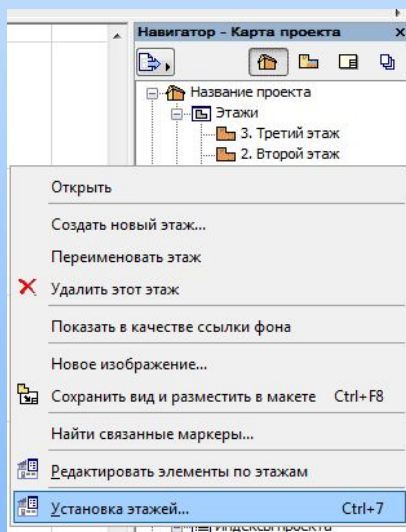 Навигатор - Карта проекта
Название проекта
Этажи
3. Третий этаж
2. Второй этаж
Открыть
Создать новый этаж...
Переименовать этаж
Удалить этот этаж
Показать в качестве ссылки фона
Новое изображение...
Сохранить вид и разместить в макете Ctrl+F8
Найти связанные маркеры...
Редактировать элементы по этажам
Установка этажей... Ctrl+7
Индексы проекта